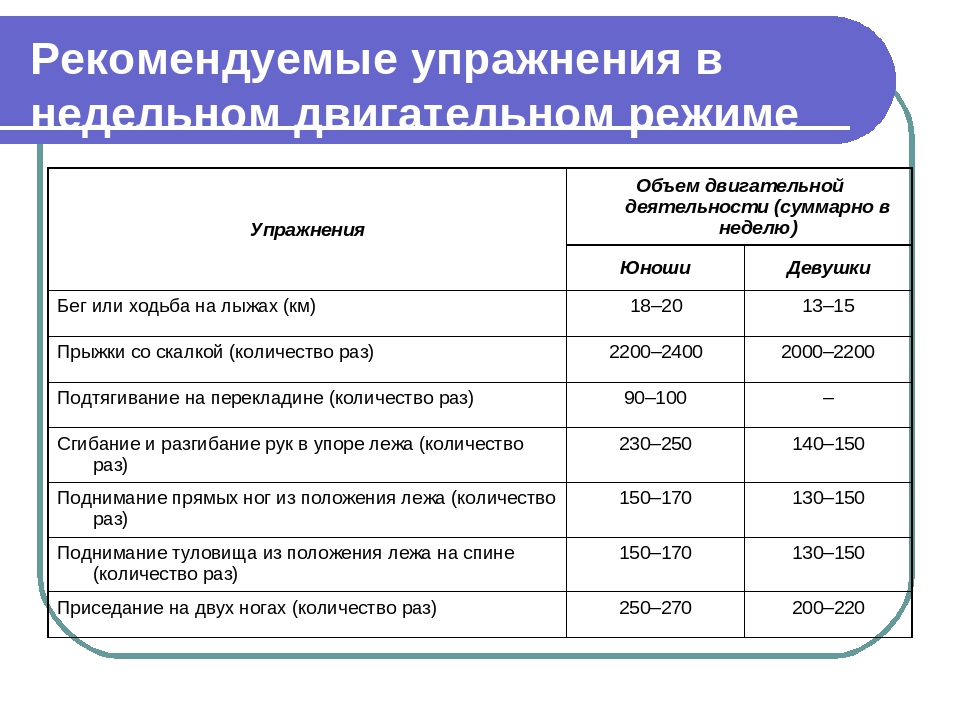 Рекомендуемые упражнения в
недельном двигательном режиме
Упражнения
Объем двигательной
деятельности (суммарно в
неделю)
Юноши
Девушки
Бег или ходьба на лыжах (км)
18–20
13–15
Прыжки со скалкой (количество раз)
2200–2400
2000–2200
Подтягивание на перекладине (количество раз)
90–100
–
Сгибание и разгибание рук в упоре лежа (количество
раз)
230–250
140–150
Поднимание прямых ног из положения лежа (количество
раз)
150–170
130–150
Поднимание туловища из положения лежа на спине
(количество раз)
150–170
130–150
Приседание на двух ногах (количество раз)
250–270
200–220